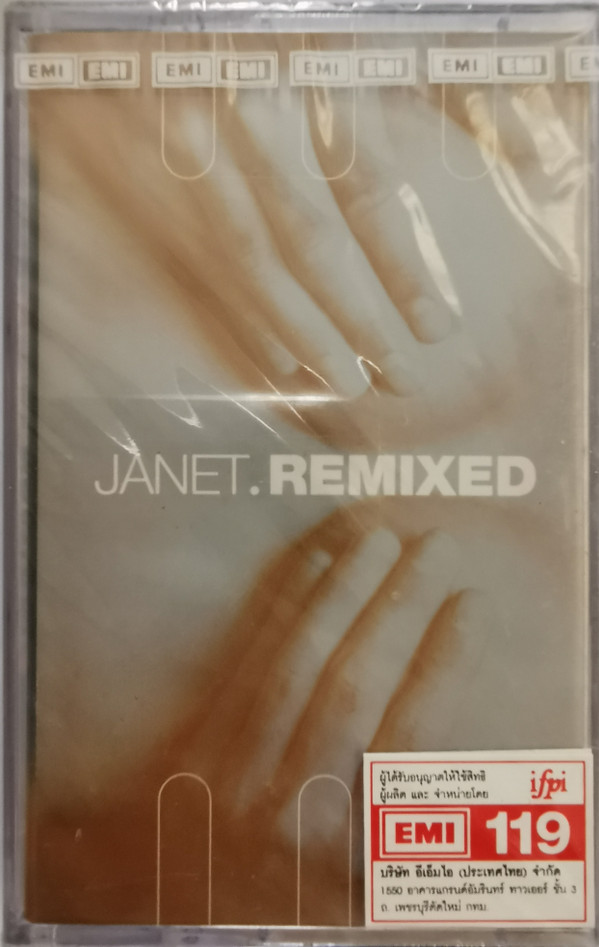 EMI EMI EMI EMI EMI EMI EMI EMI EMI
JANET.REMIXED
ผู้ได้รับอนุญาตให้ใช้สิทธิ
ผู้ผลิต และ จำหน่ายโดย
ifpi
EMI 119
บริษัท อีเอ็มไอ (ประเทศไทย) จำกัด
1550 อาคารแกรนด์อัมรินทร์ ทาวเออร์ ชั้น 3
ถ. เพชรบุรีตัดใหม่ กทม.